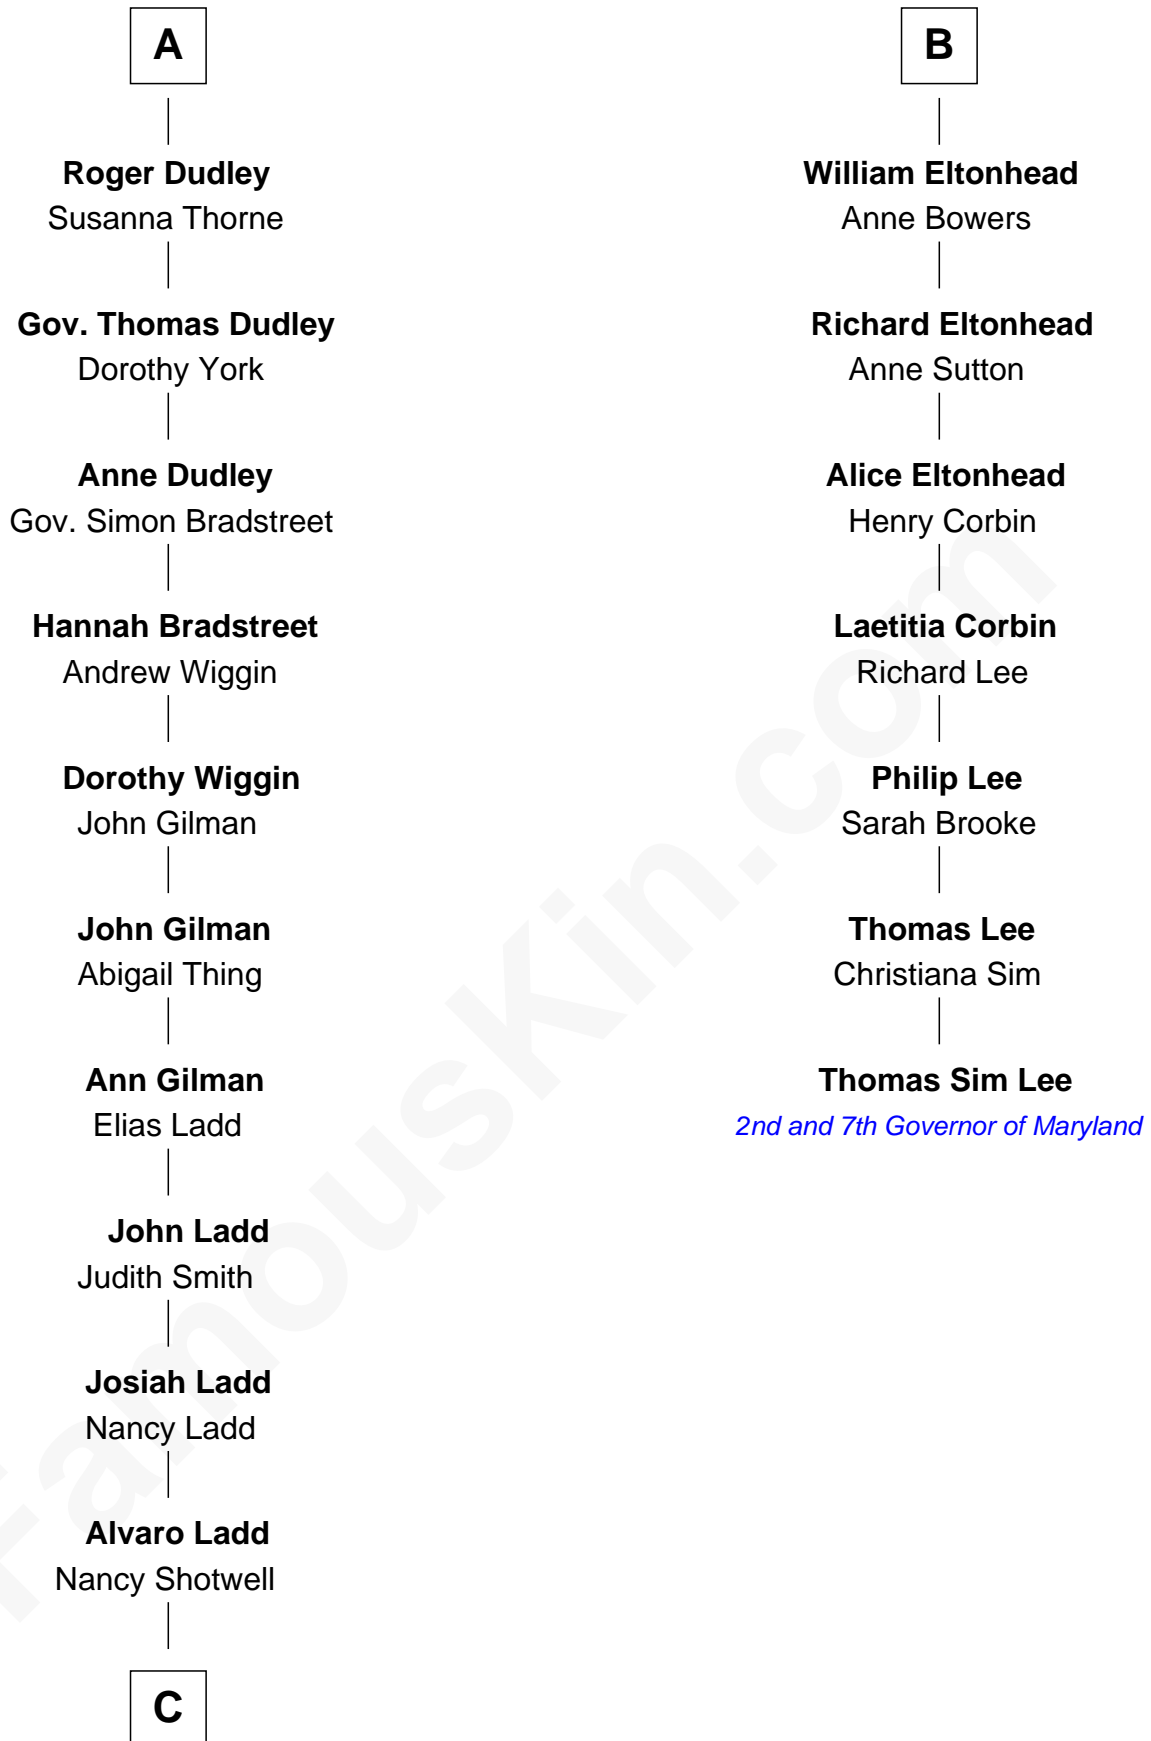 A
Roger Dudley
Susanna Thorne
Gov. Thomas Dudley
Dorothy York
Anne Dudley
Gov. Simon Bradstreet
Hannah Bradstreet
Andrew Wiggin
Dorothy Wiggin
John Gilman
John Gilman
Abigail Thing
Ann Gilman
Elias Ladd
John Ladd
Judith Smith
Josiah Ladd
Nancy Ladd
Alvaro Ladd
Nancy Shotwell
C
B
William Eltonhead
Anne Bowers
Richard Eltonhead
Anne Sutton
Alice Eltonhead
Henry Corbin
Laetitia Corbin
Richard Lee
Philip Lee
Sarah Brooke
Thomas Lee
Christiana Sim
Thomas Sim Lee
2nd and 7th Governor of Maryland
FamousKin.com